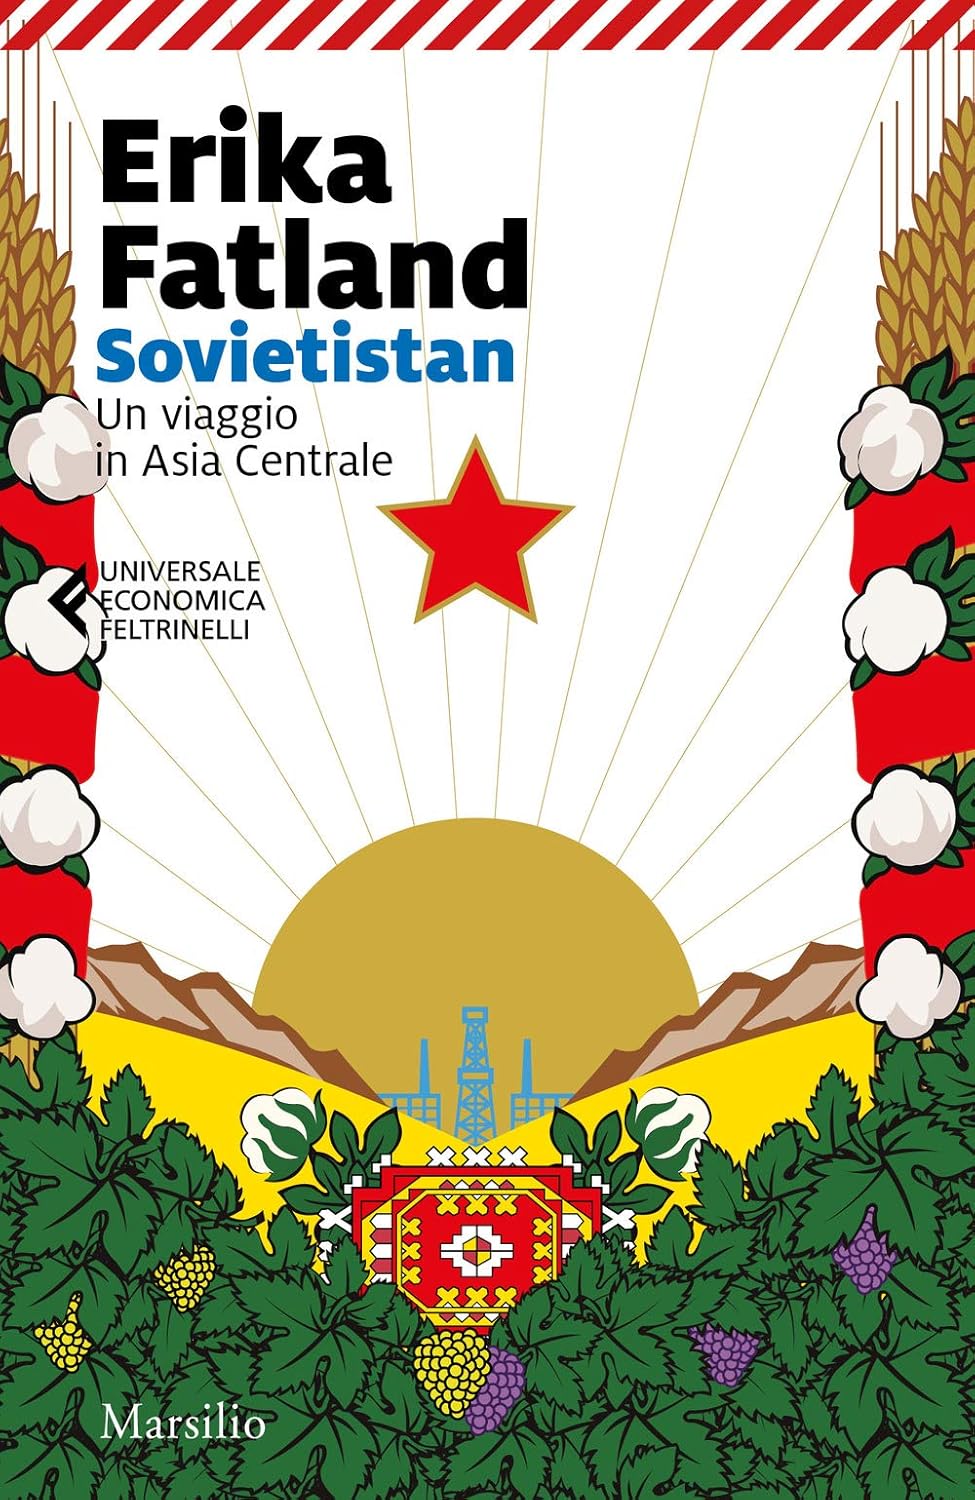 Erika
Fatland
Sovietistan
Un viaggio
in Asia Centrale
UNIVERSALE
ECONOMICA
FELTRINELLI
Marsilio